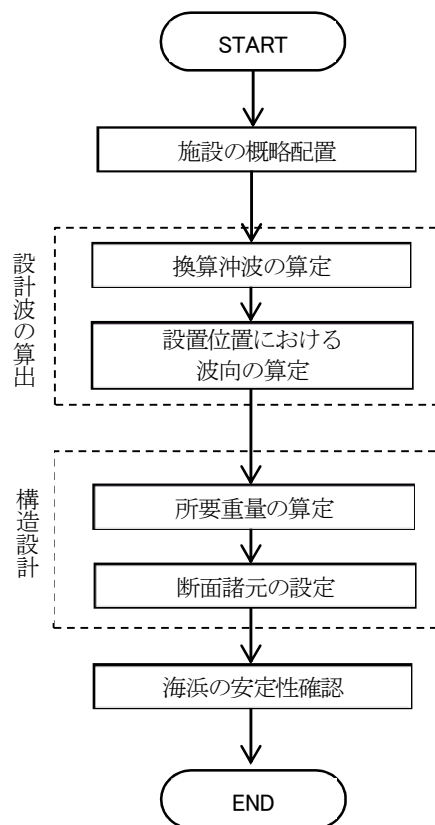 START
施設の概略配置
設計波の算出
換算沖波の算定
設置位置における
波向の算定
構造設計
所要重量の算定
断面諸元の設定
海浜の安定性確認
END